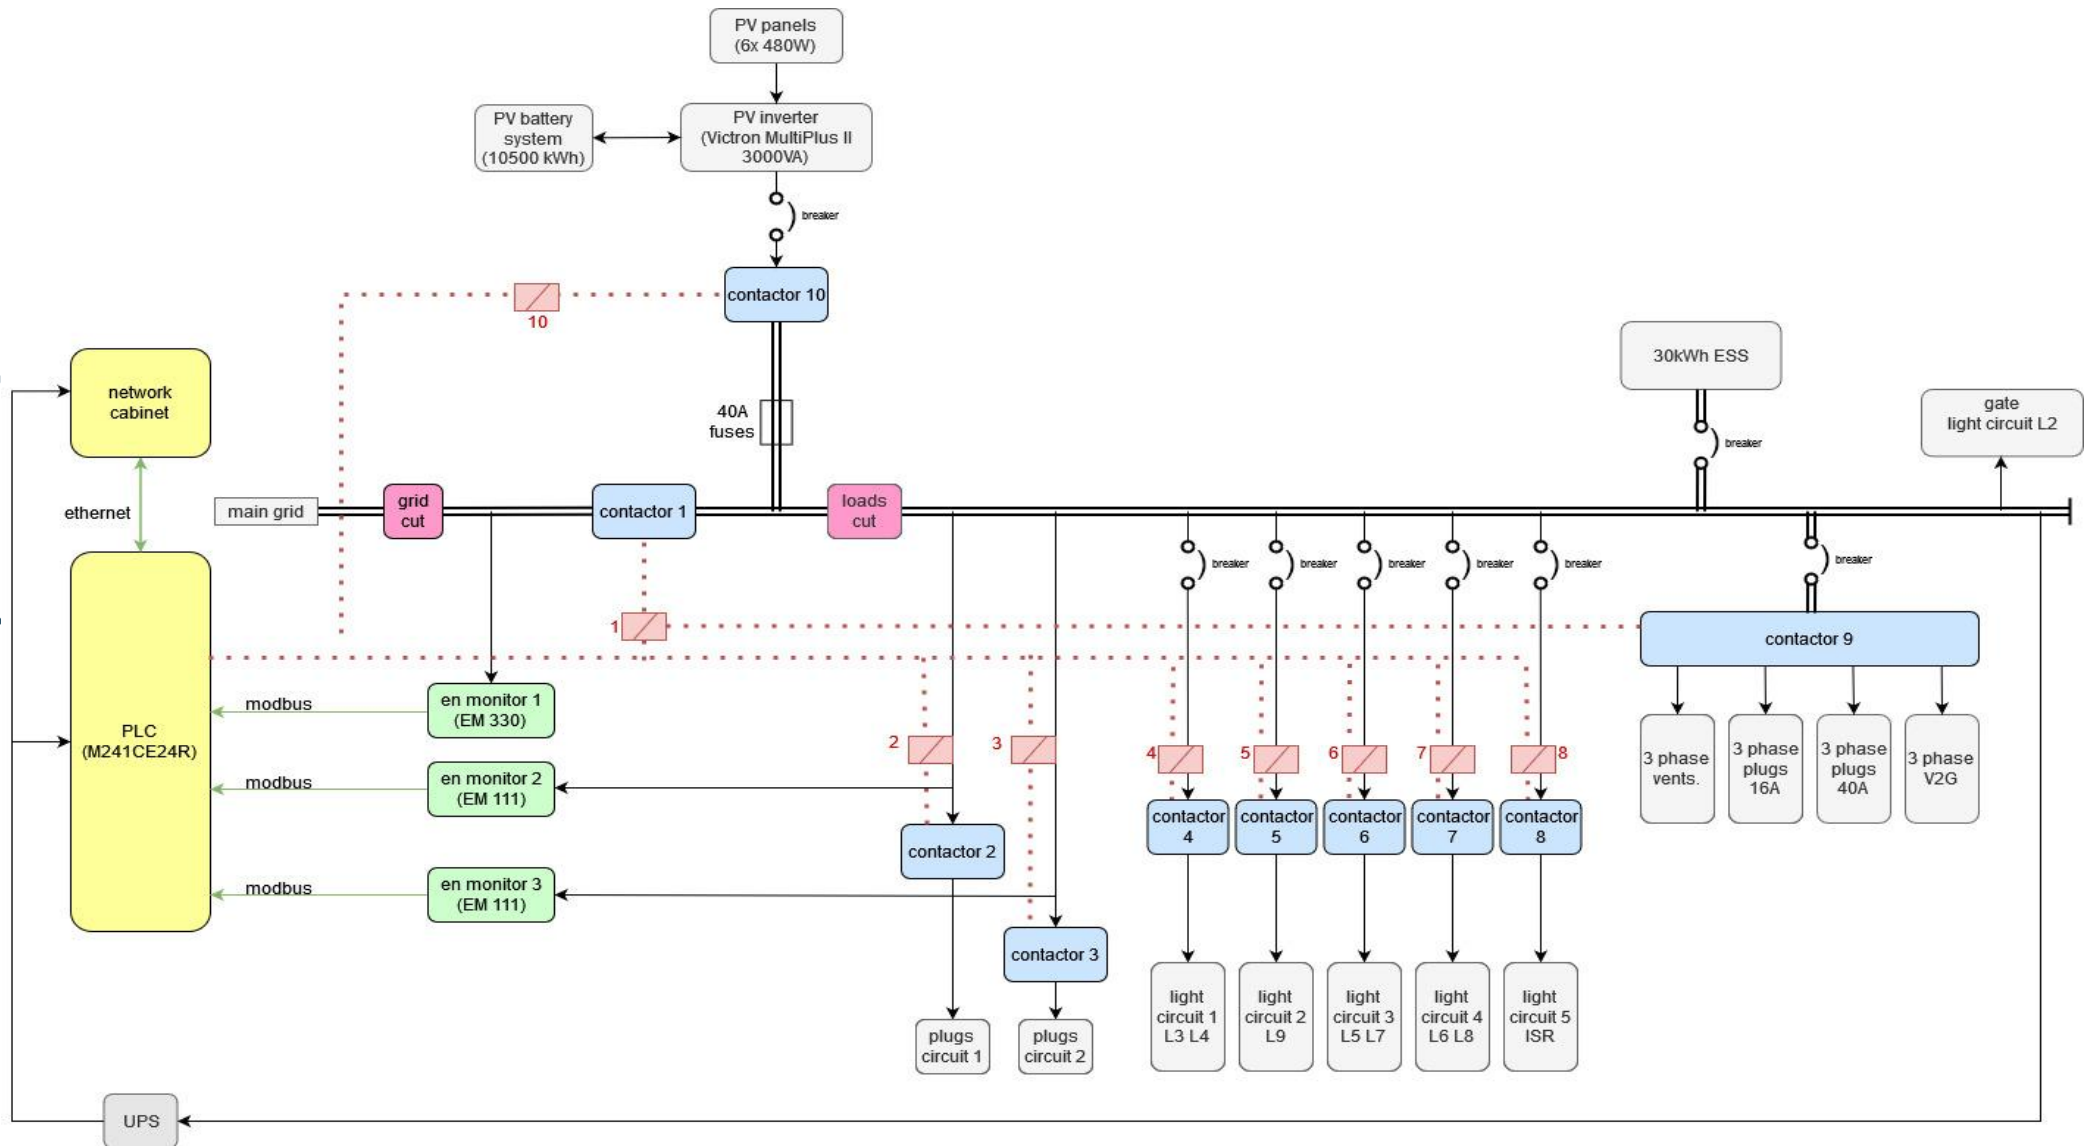 PV panels
(6x 480W)
PV battery
system
(10500 kWh)
PV inverter
(Victron MultiPlus II
3000VA)
breaker
contactor 10
10
30kWh ESS
network
cabinet
40A
fuses
gate
light circuit L2
breaker
ethernet
main grid
grid
cut
contactor 1
loads
cut
breaker
breaker
breaker
breaker
breaker
breaker
1
contactor 9
PLC
(M241CE24R)
modbus
en monitor 1
(EM 330)
modbus
en monitor 2
(EM 111)
modbus
en monitor 3
(EM 111)
2
3
4
5
6
7
8
3 phase
vents.
3 phase
plugs
16A
3 phase
plugs
40A
3 phase
V2G
contactor 2
contactor
4
contactor
5
contactor
6
contactor
7
contactor
8
contactor 3
plugs
circuit 1
plugs
circuit 2
light
circuit 1
L3 L4
light
circuit 2
L9
light
circuit 3
L5 L7
light
circuit 4
L6 L8
light
circuit 5
ISR
UPS